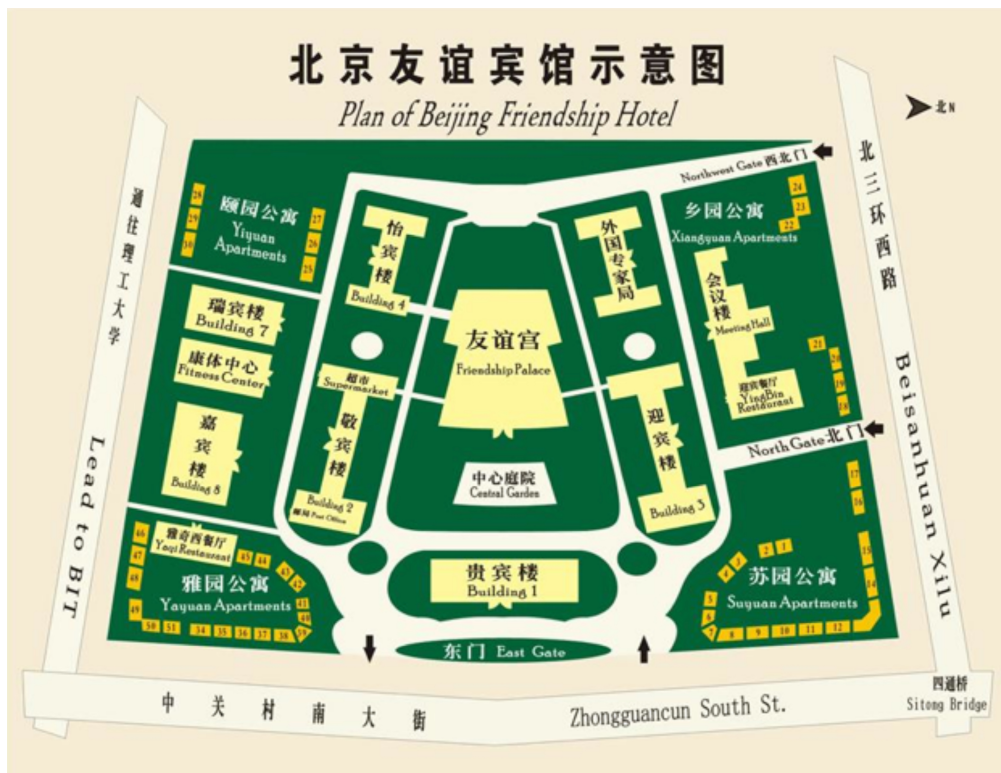 北京友谊宾馆示意图
Plan of Beijing Friendship Hotel
北 N
Northwest Gate 西北门
北三环西路
Beisanhuan Xilu
通往理工大学
Lead to BIT
28
29
30
颐园公寓
Yiyuan
Apartments
27
26
25
怡宾楼
Building 4
外国专家局
乡园公寓
Xiangyuan Apartments
24
23
22
瑞宾楼
Building 7
康体中心
Fitness Center
嘉宾楼
Building 8
超市
Supermarket
敬宾楼
Building 2
邮局 Post Office
友谊宫
Friendship Palace
中心庭院
Central Garden
迎宾楼
Building 3
会议楼
Meeting Hall
迎宾餐厅
YingBin
Restaurant
21
20
19
18
North Gate 北门
17
16
15
14
雅奇西餐厅
Yaqi Restaurant
46
47
48
49
45
44
43
42
41
40
39
雅园公寓
Yayuan Apartments
50
51
34
35
36
37
38
贵宾楼
Building 1
东门 East Gate
苏园公寓
Suyuan Apartments
1
2
3
4
5
6
7
8
9
10
11
12
中关村南大街
Zhongguancun South St.
四通桥
Sitong Bridge